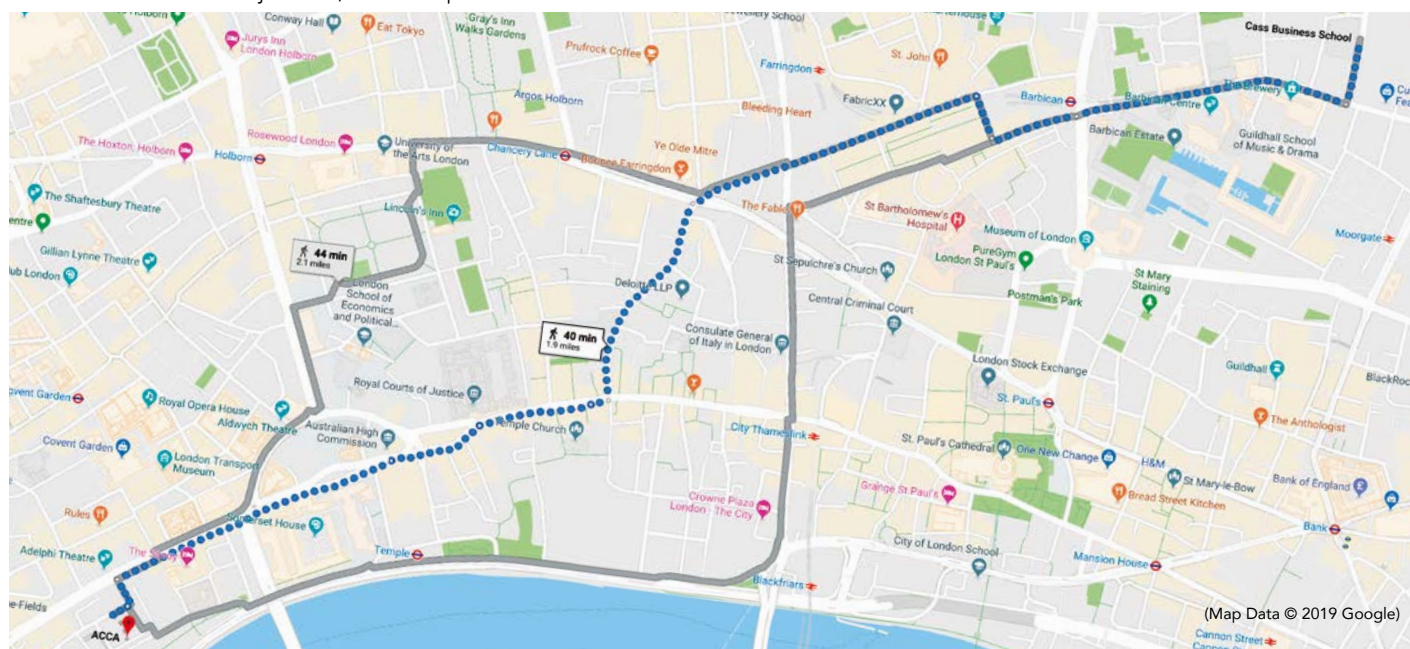 Conway Hall
Gray's Inn
Walks Gardens
Cass Business School
Jurys Inn
London Holborn
Eat Tokyo
Prufrock Coffee
St. John
Farringdon
Argos Holborn
FabricXX
Barbican
The Brewery
Barbican Centre
Bleeding Heart
Barbican Estate
Guildhall School
of Music & Drama
Rosewood London
University of
the Arts London
The Hoxton, Holborn
Holborn
Chancery Lane
Ye Olde Mitre
Farringdon
The Shaftesbury Theatre
Lincoln's Inn
The Fable
St Bartholomew's
Hospital
Museum of London
Moorgate
Gillian Lynne Theatre
44 min
2.1 miles
PureGym
London St Paul's
St Sepulchre's Church
St Mary
Staining
London
School of
Economics
and Political...
Deloitte LLP
Postman's Park
Central Criminal Court
40 min
1.9 miles
Consulate General
of Italy in London
London Stock Exchange
Guildhall
Royal Courts of Justice
St. Paul's
Royal Opera House
Aldwych Theatre
The Anthologist
Australian High
Commission
Temple Church
City Thameslink
St. Paul's Cathedral
One New Change
Covent Garden
London Transport
Museum
H&M
St Mary-le-Bow
Bank of England
Grange St Paul's
Bread Street Kitchen
Crowne Plaza
London - The City
Rules
Somerset House
Bank
Adelphi Theatre
The Savoy
Temple
City of London School
Mansion House
Blackfriars
ACCA
(Map Data © 2019 Google)
Cannon Street